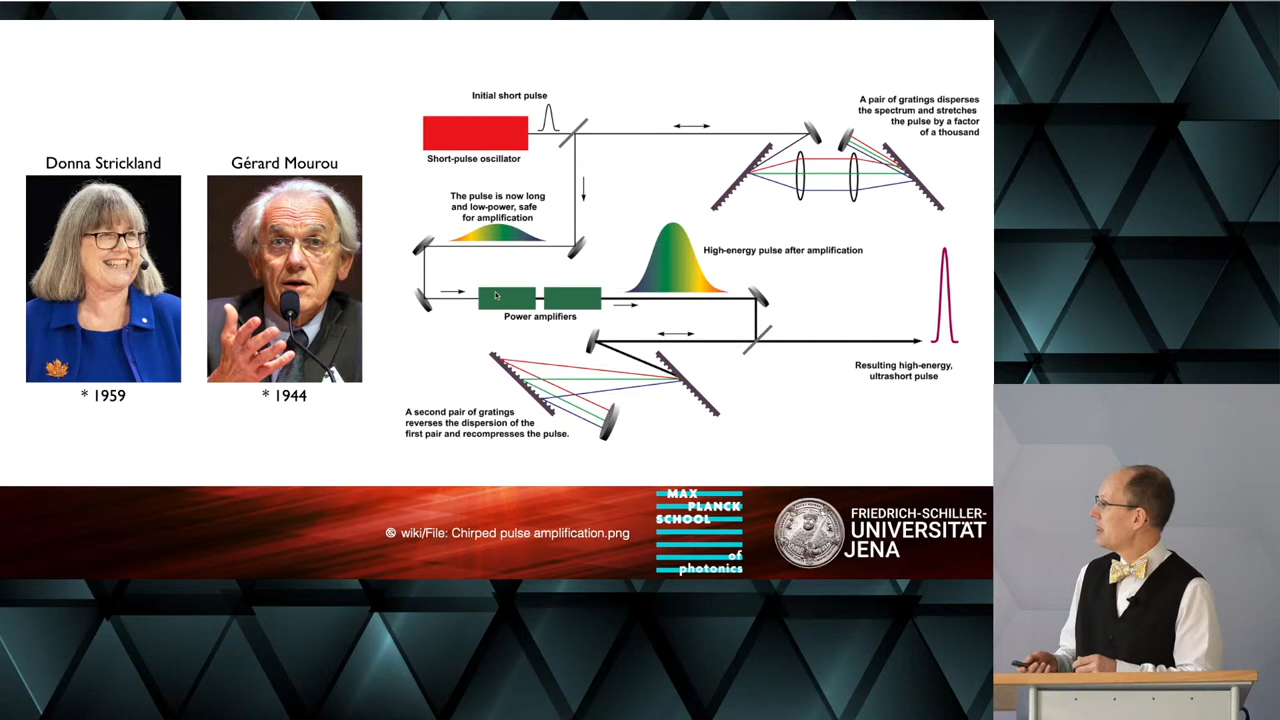 Donna Strickland
Gérard Mourou
* 1959
* 1944
Initial short pulse
Short-pulse oscillator
A pair of gratings disperses
the spectrum and stretches
the pulse by a factor
of a thousand
The pulse is now long
and low-power, safe
for amplification
High-energy pulse after amplification
Power amplifiers
Resulting high-energy,
ultrashort pulse
A second pair of gratings
reverses the dispersion of the
first pair and recompresses the pulse.
© wiki/File: Chirped pulse amplification.png
MAX
PLANCK
SCHOOL
of
photonics
FRIEDRICH-SCHILLER-
UNIVERSITÄT
JENA